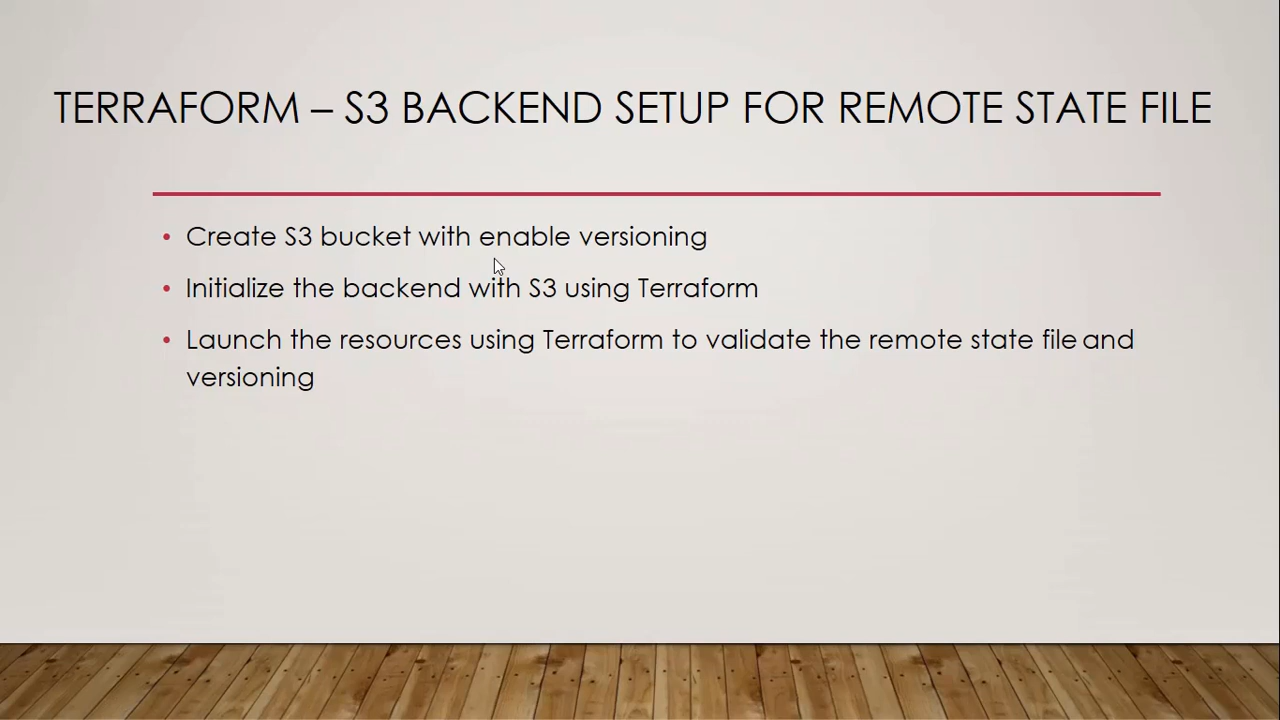 TERRAFORM – S3 BACKEND SETUP FOR REMOTE STATE FILE
• Create S3 bucket with enable versioning
• Initialize the backend with S3 using Terraform
• Launch the resources using Terraform to validate the remote state file and
versioning